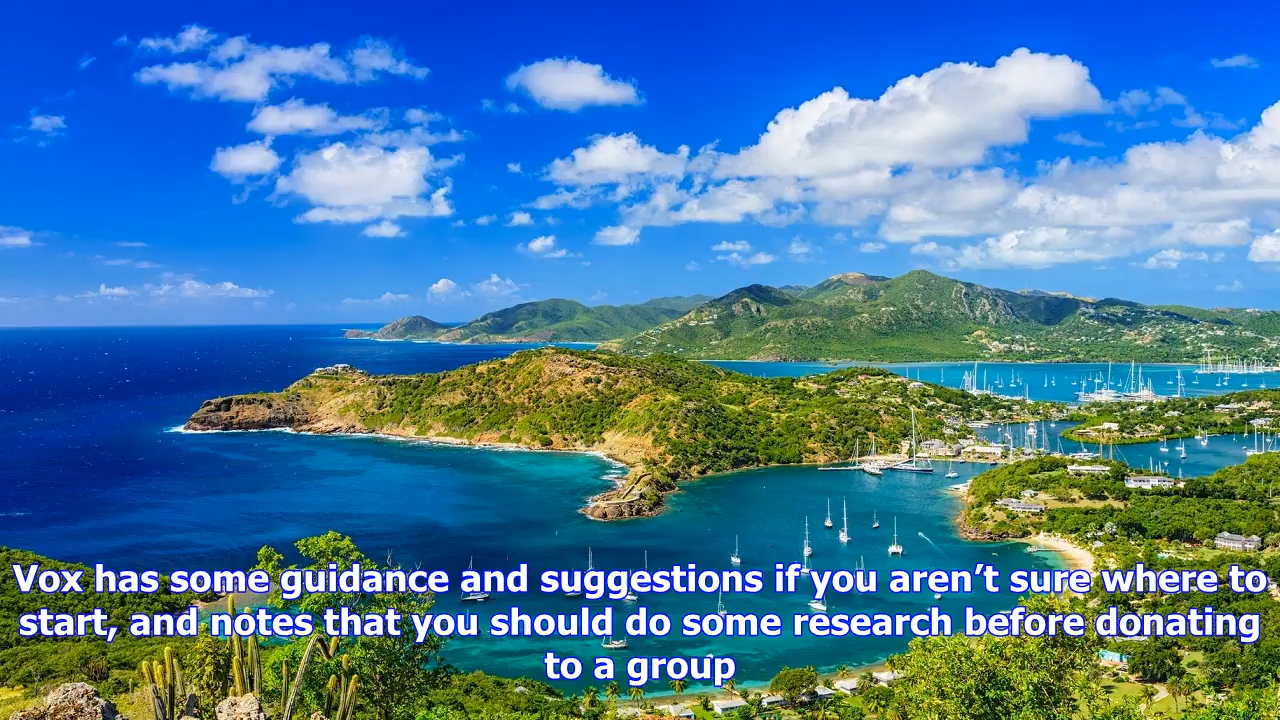 Vox has some guidance and suggestions if you aren’t sure where to
start, and notes that you should do some research before donating
to a group